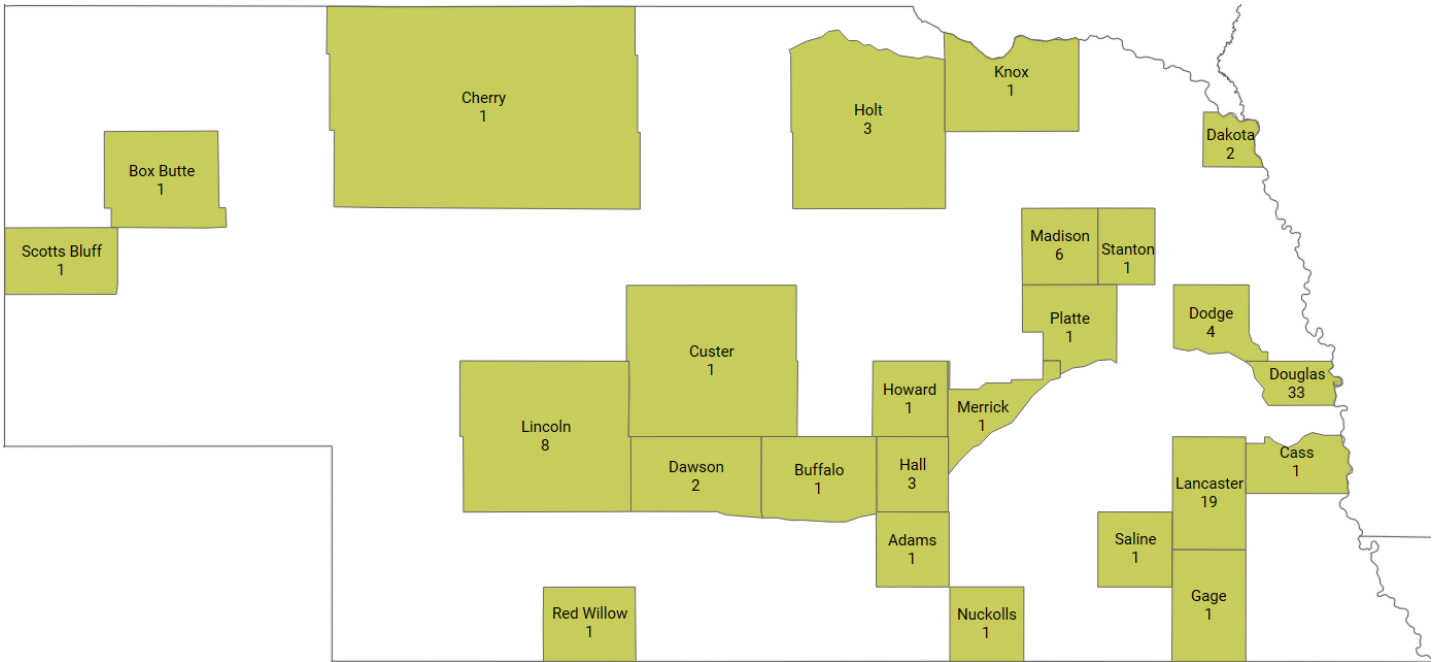 Cherry
1
Knox
1
Holt
3
Dakota
2
Box Butte
1
Scotts Bluff
1
Madison
6
Stanton
1
Platte
1
Dodge
4
Custer
1
Douglas
33
Howard
1
Merrick
1
Lincoln
8
Dawson
2
Buffalo
1
Hall
3
Cass
1
Lancaster
19
Adams
1
Saline
1
Gage
1
Red Willow
1
Nuckolls
1